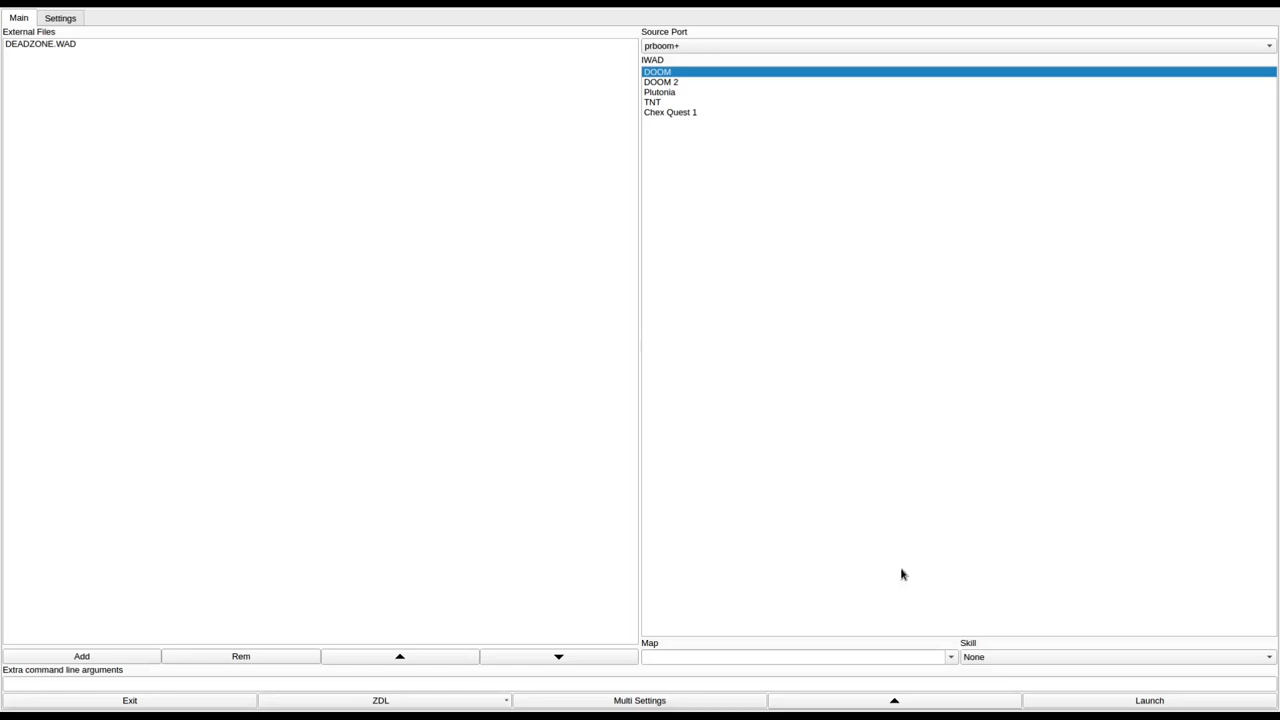 Main Settings
External Files
DEADZONE.WAD
Add Rem
Extra command line arguments
Source Port
prboom+
IWAD
DOOM
DOOM 2
Plutonia
TNT
Chex Quest 1
Map Skill
None
Exit ZDL Multi Settings Launch